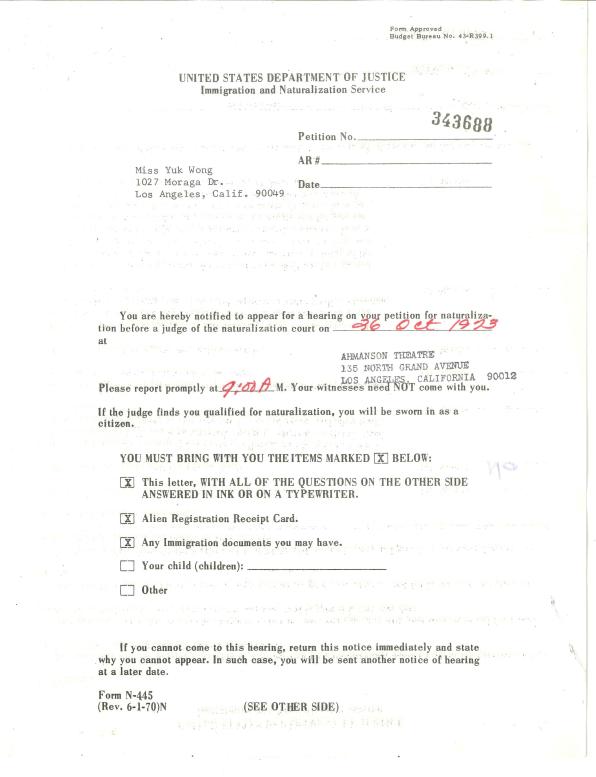 Form Approved
Budget Bureau No. 43-R399.1
UNITED STATES DEPARTMENT OF JUSTICE
Immigration and Naturalization Service
343688
Petition No.
AR #
Miss Yuk Wong
1027 Moraga Dr.
Date
Los Angeles, Calif. 90049
You are hereby notified to appear for a hearing on your petition for naturaliza-
tion before a judge of the naturalization court on 26 Oct 1973
at
AHMANSON THEATRE
135 NORTH GRAND AVENUE
LOS ANGELES, CALIFORNIA 90012
Please report promptly at 9:00 A M. Your witnesses need NOT come with you.
If the judge finds you qualified for naturalization, you will be sworn in as a
citizen.
YOU MUST BRING WITH YOU THE ITEMS MARKED X BELOW:
X This letter, WITH ALL OF THE QUESTIONS ON THE OTHER SIDE
ANSWERED IN INK OR ON A TYPEWRITER.
X Alien Registration Receipt Card.
X Any Immigration documents you may have.
Your child (children):
Other
If you cannot come to this hearing, return this notice immediately and state
why you cannot appear. In such case, you will be sent another notice of hearing
at a later date.
Form N-445
(Rev. 6-1-70)N (SEE OTHER SIDE)